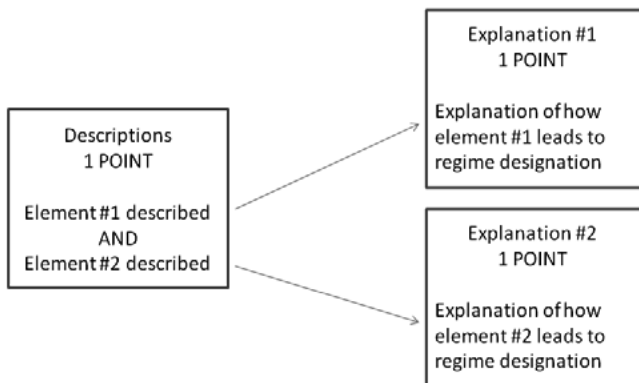 Descriptions
1 POINT
Element #1 described
AND
Element #2 described
Explanation #1
1 POINT
Explanation of how
element #1 leads to
regime designation
Explanation #2
1 POINT
Explanation of how
element #2 leads to
regime designation